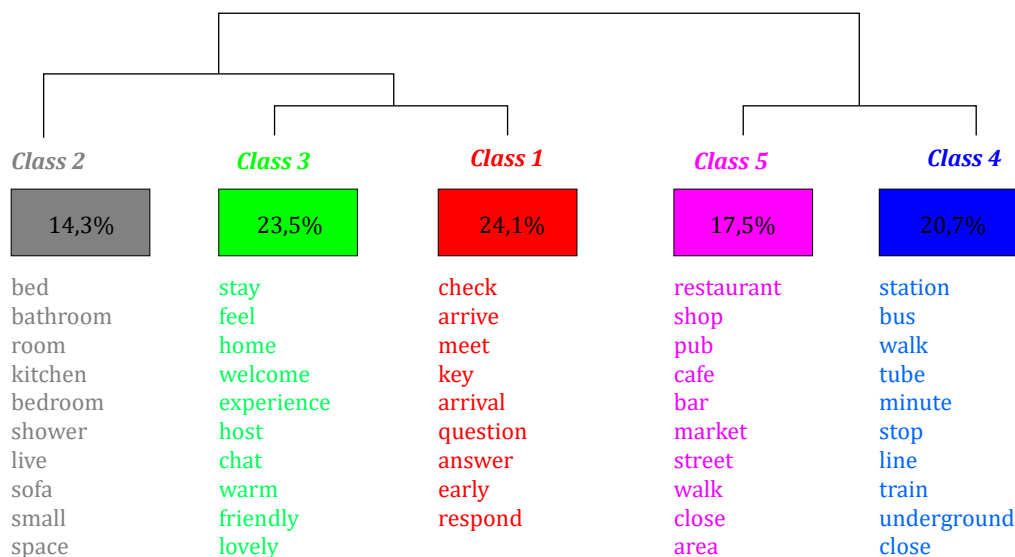 Class 2
14,3%
bed
bathroom
room
kitchen
bedroom
shower
live
sofa
small
space
Class 3
23,5%
stay
feel
home
welcome
experience
host
chat
warm
friendly
lovely
Class 1
24,1%
check
arrive
meet
key
arrival
question
answer
early
respond
Class 5
17,5%
restaurant
shop
pub
cafe
bar
market
street
walk
close
area
Class 4
20,7%
station
bus
walk
tube
minute
stop
line
train
underground
close